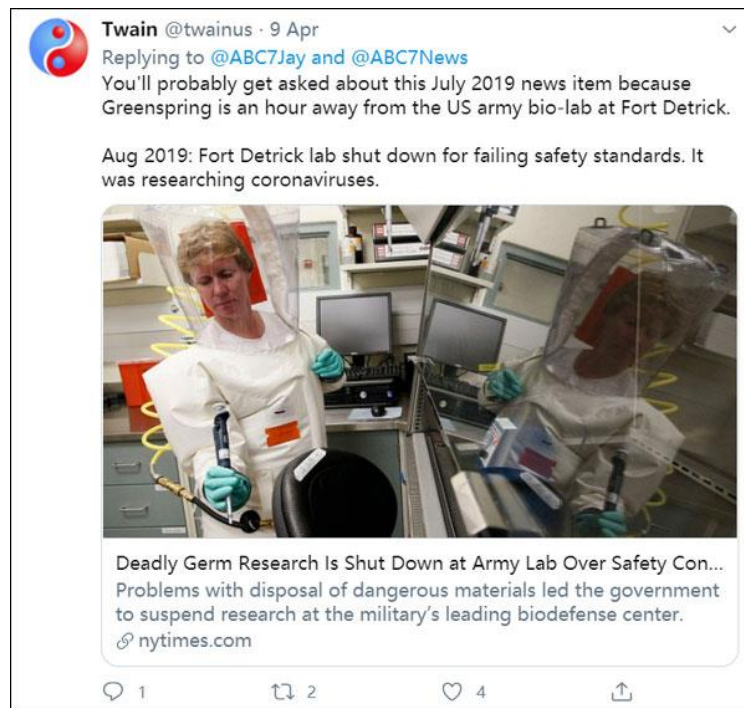 Twain @twainus · 9 Apr
Replying to @ABC7Jay and @ABC7News
You'll probably get asked about this July 2019 news item because
Greenspring is an hour away from the US army bio-lab at Fort Detrick.
Aug 2019: Fort Detrick lab shut down for failing safety standards. It
was researching coronaviruses.
Deadly Germ Research Is Shut Down at Army Lab Over Safety Con...
Problems with disposal of dangerous materials led the government
to suspend research at the military's leading biodefense center.
nytimes.com
1 2 4